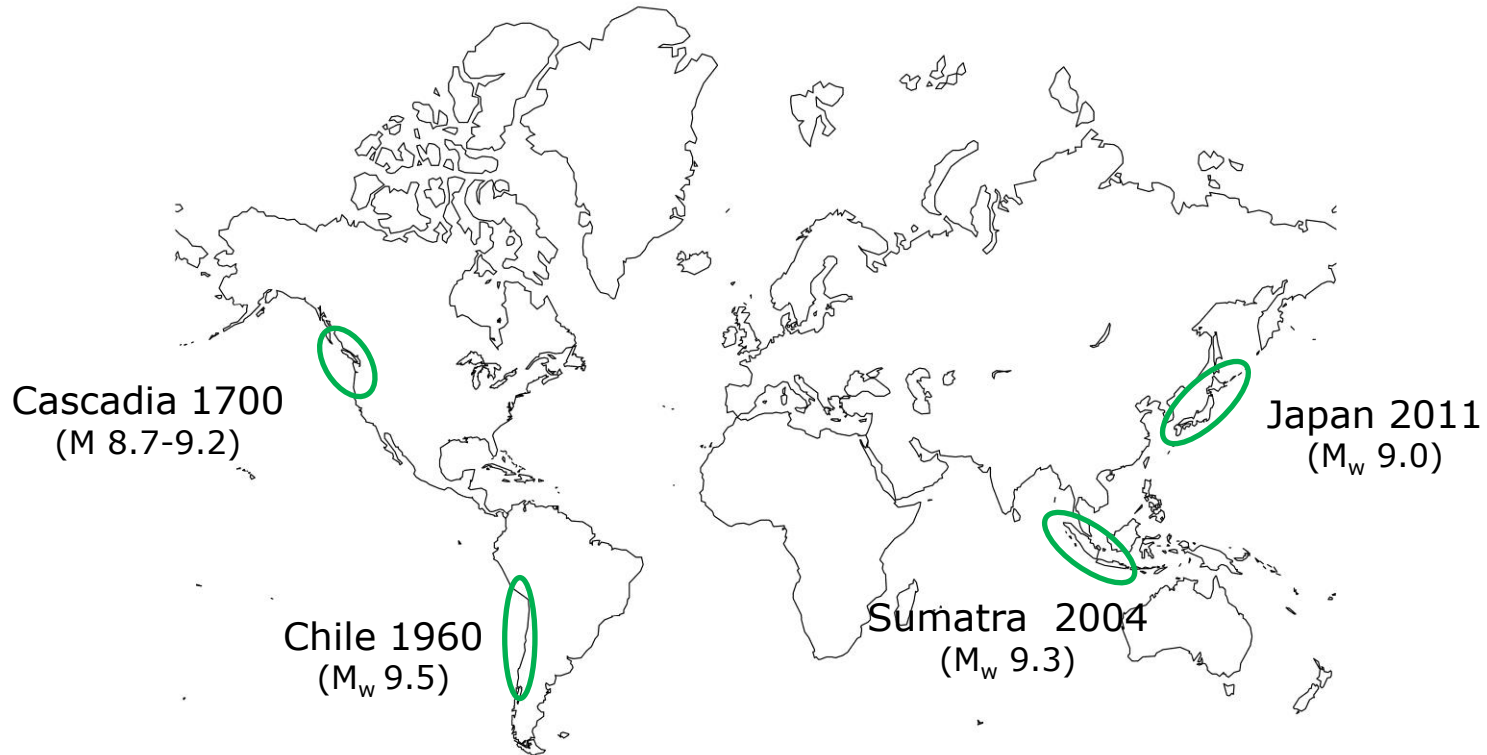 Cascadia 1700
(M 8.7-9.2)
Japan 2011
(Mw 9.0)
Chile 1960
(Mw 9.5)
Sumatra  2004
(Mw 9.3)